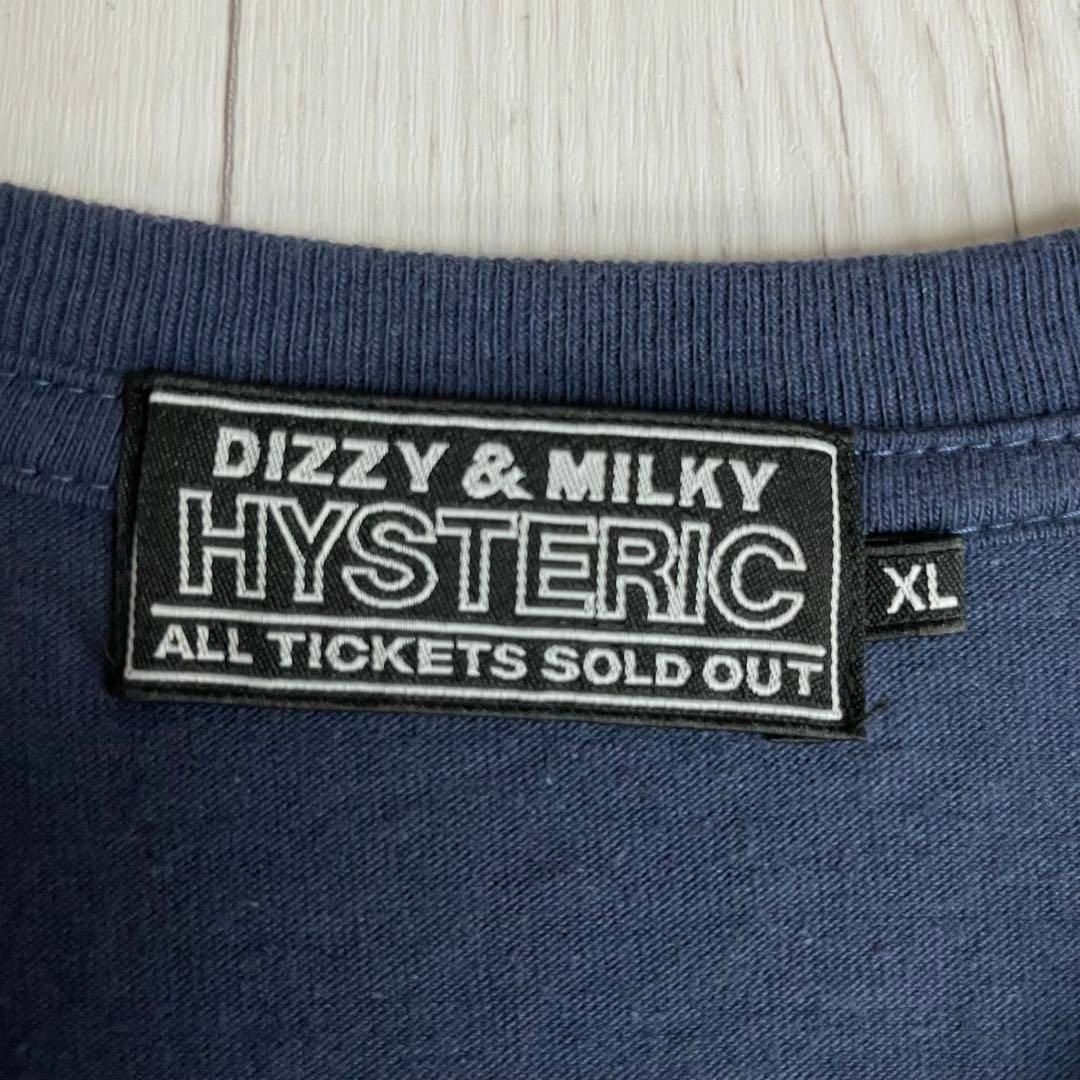 DIZZY & MILKY
HYSTERIC
ALL TICKETS SOLD OUT
XL